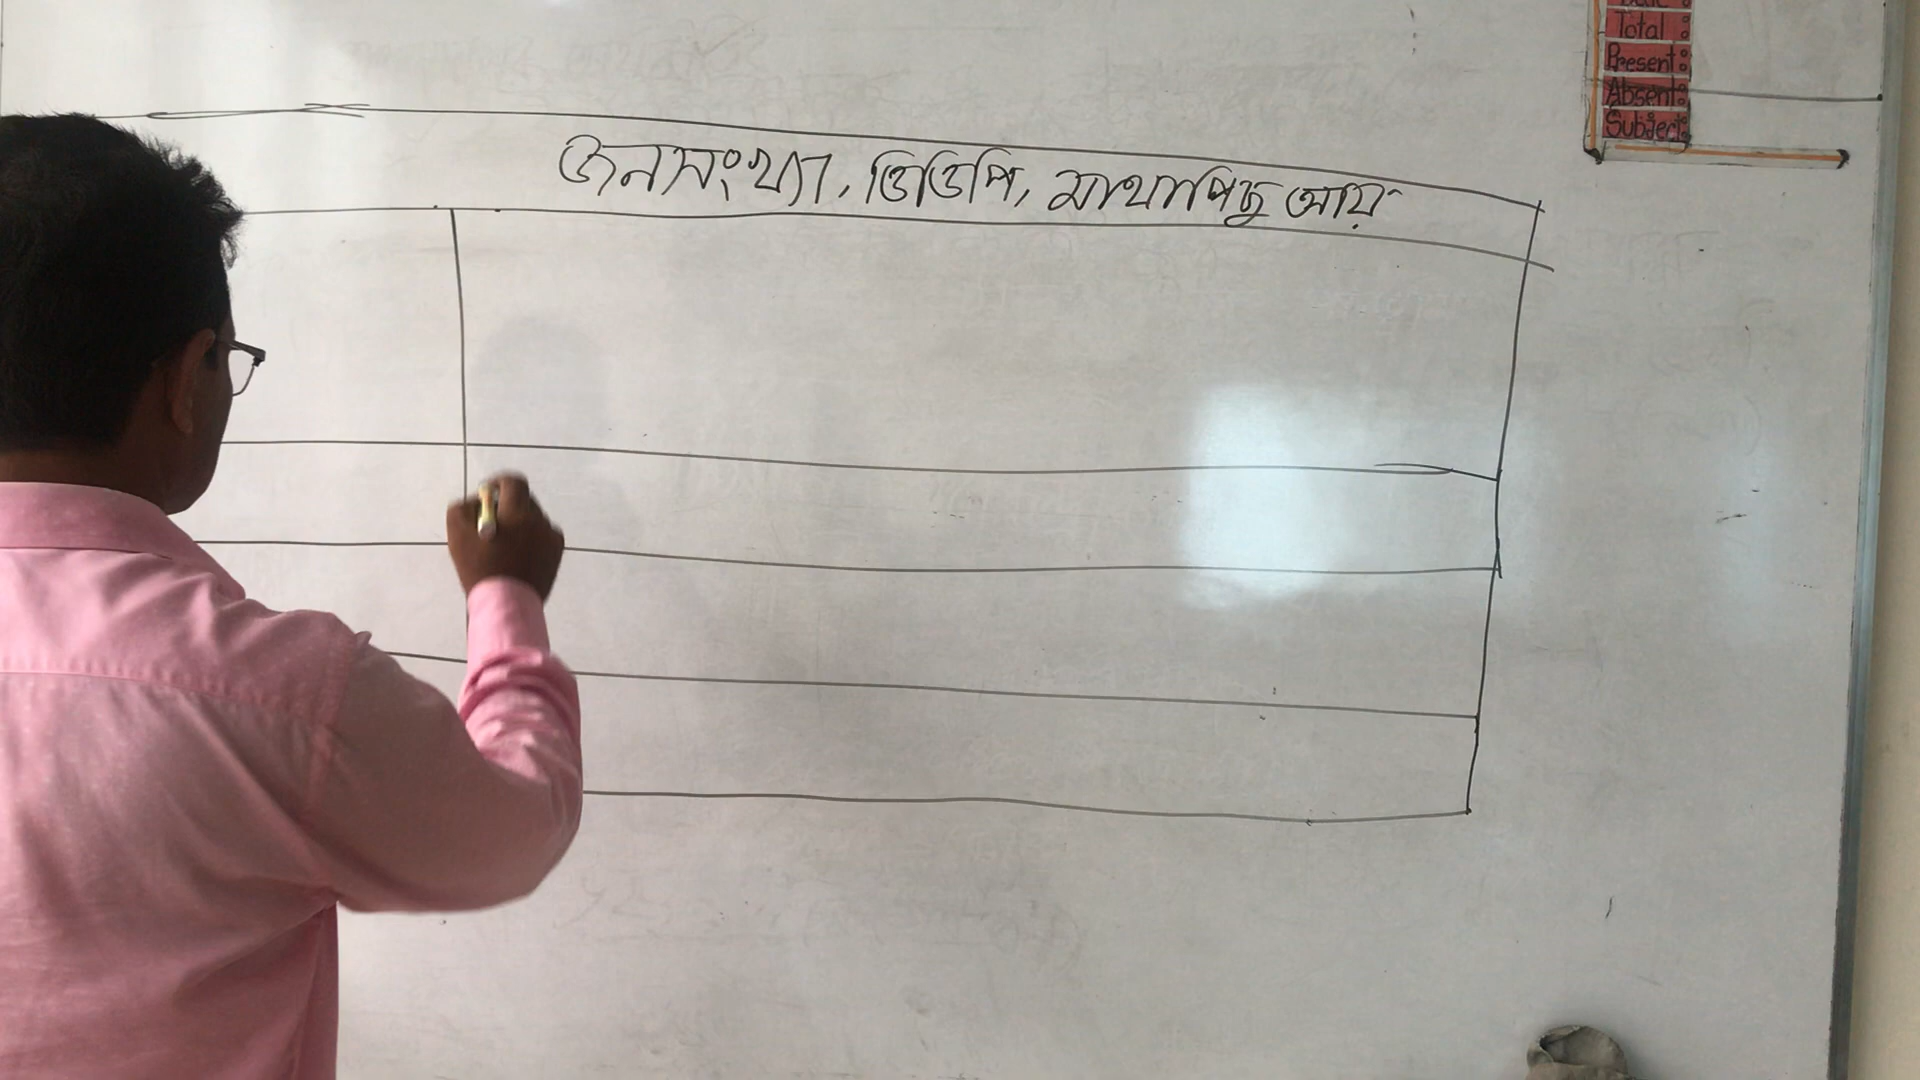 জনসংখ্যা, জিডিপি, মাথাপিছু আয়
Total :
Present :
Absent :
Subject :